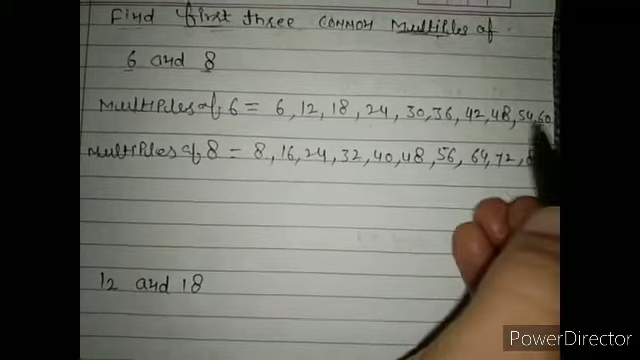 Find first three common Multiples of
6 and 8
Multiples of 6 = 6, 12, 18, 24, 30, 36, 42, 48, 54, 60
Multiples of 8 = 8, 16, 24, 32, 40, 48, 56, 64, 72,
12 and 18
PowerDirector